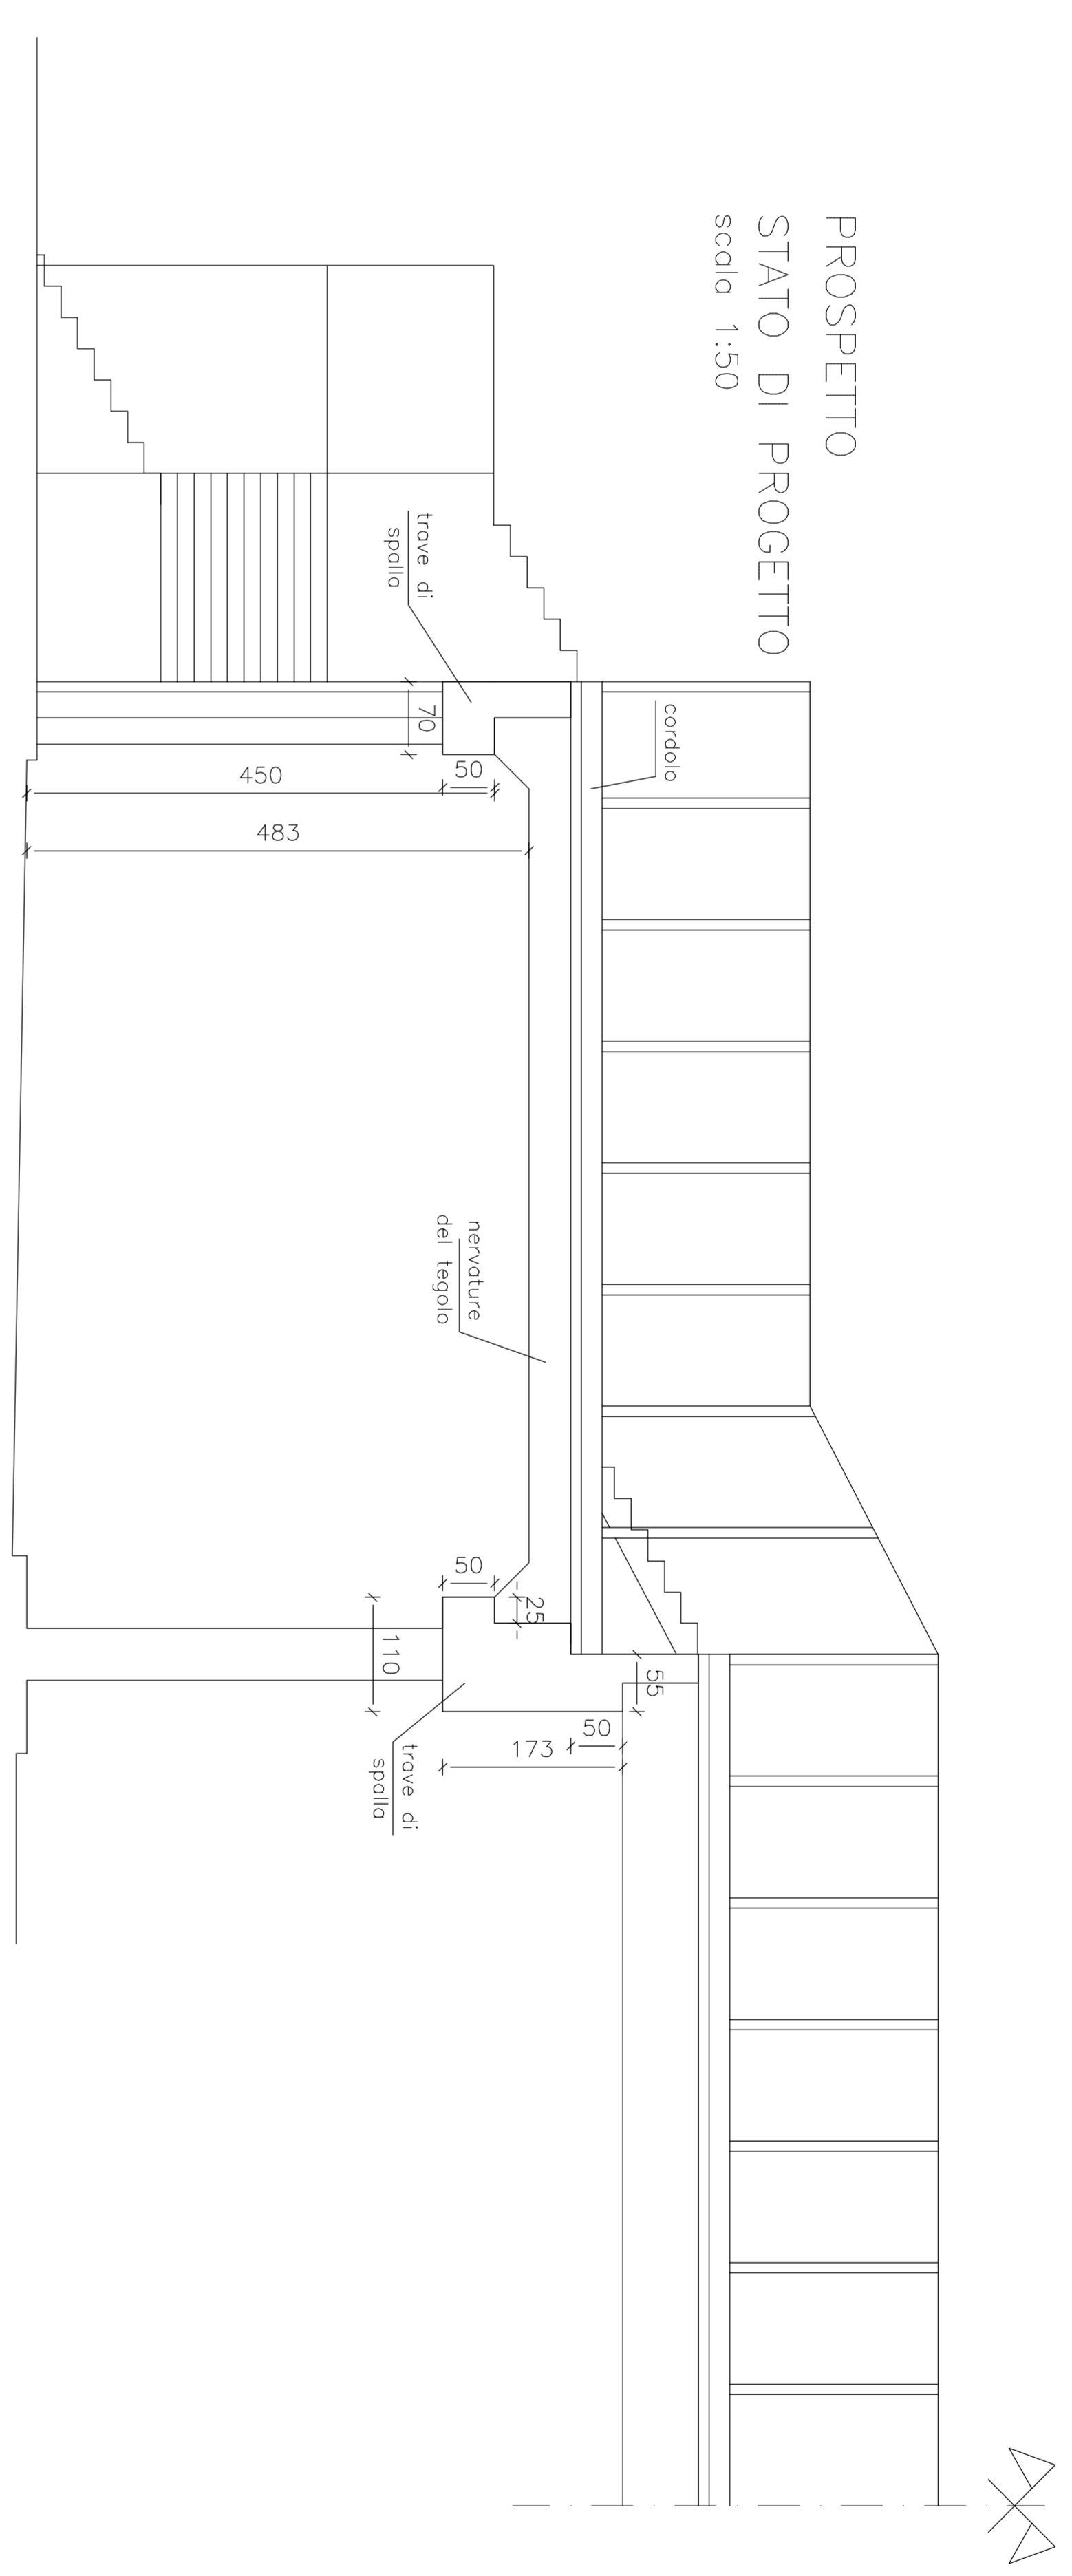 PROSPETTO
STATO DI PROGETTO
scala 1:50
trave di
spalla
cordolo
70
50
450
483
nervature
del tegolo
50
25
110
55
50
173
trave di
spalla